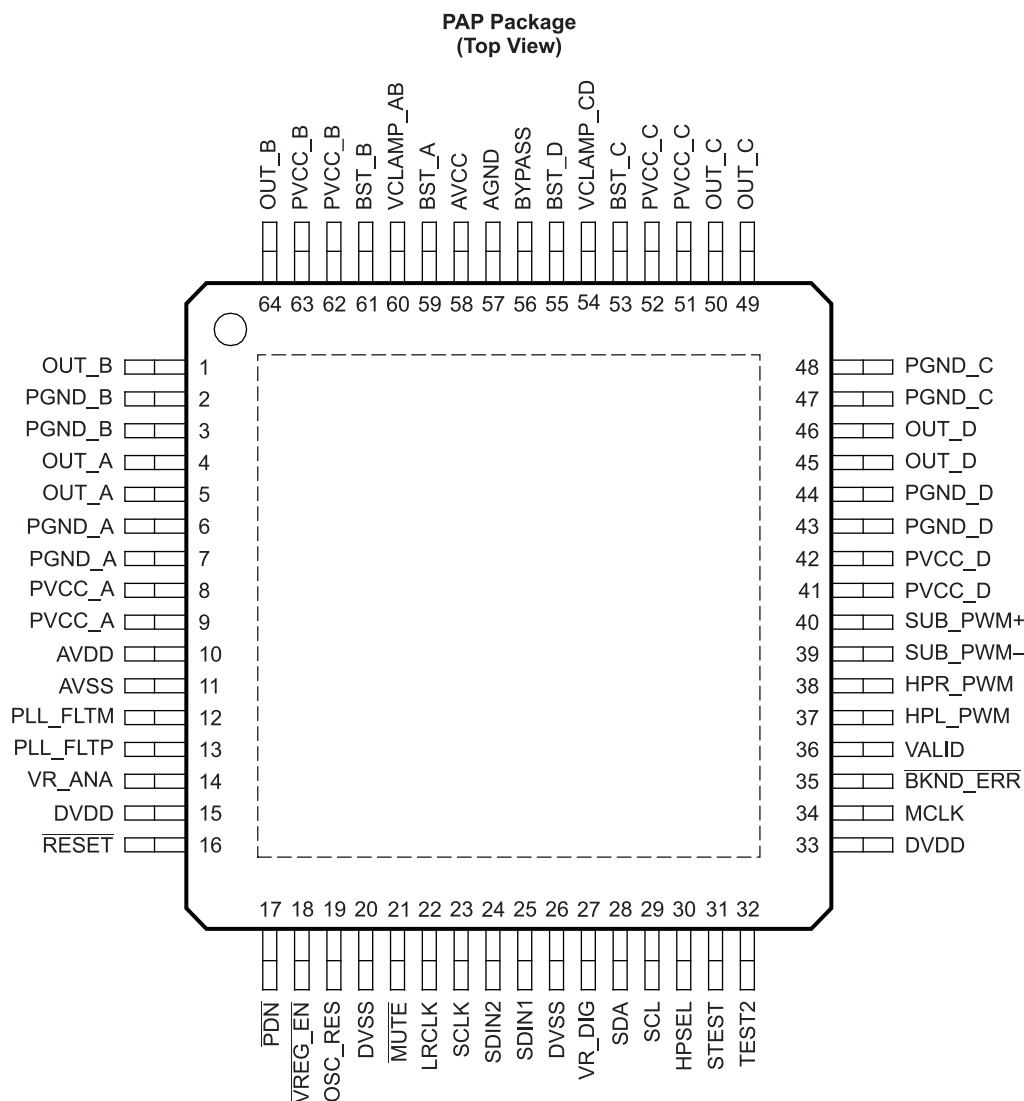 PAP Package
(Top View)
OUT_B
PVCC_B
PVCC_B
BST_B
VCLAMP_AB
BST_A
AVCC
AGND
BYPASS
BST_D
VCLAMP_CD
BST_C
PVCC_C
PVCC_C
OUT_C
OUT_C
64 63 62 61 60 59 58 57 56 55 54 53 52 51 50 49
OUT_B 1 48 PGND_C
PGND_B 2 47 PGND_C
PGND_B 3 46 OUT_D
OUT_A 4 45 OUT_D
OUT_A 5 44 PGND_D
PGND_A 6 43 PGND_D
PGND_A 7 42 PVCC_D
PVCC_A 8 41 PVCC_D
PVCC_A 9 40 SUB_PWM+
AVDD 10 39 SUB_PWM–
AVSS 11 38 HPR_PWM
PLL_FLTM 12 37 HPL_PWM
PLL_FLTP 13 36 VALID
VR_ANA 14 35 BKND_ERR
DVDD 15 34 MCLK
RESET 16 33 DVDD
17 18 19 20 21 22 23 24 25 26 27 28 29 30 31 32
PDN
VREG_EN
OSC_RES
DVSS
MUTE
LRCLK
SCLK
SDIN2
SDIN1
DVSS
VR_DIG
SDA
SCL
HPSEL
STEST
TEST2